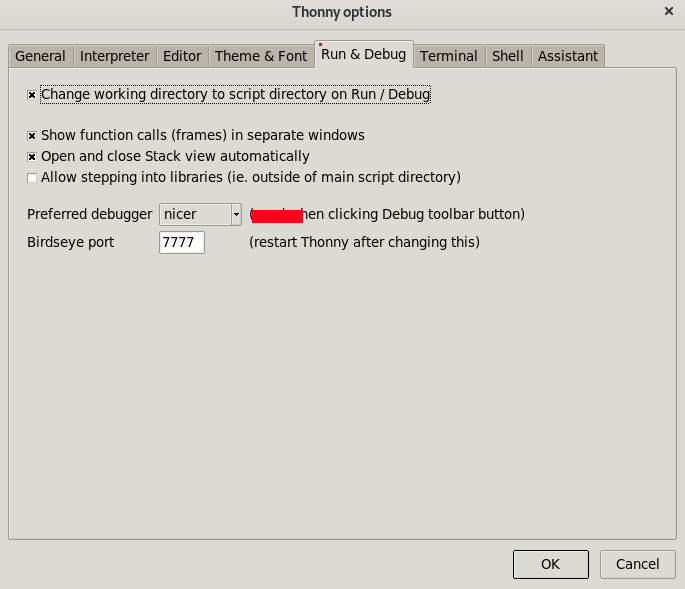 Thonny options
General Interpreter Editor Theme & Font Run & Debug Terminal Shell Assistant
Change working directory to script directory on Run / Debug
Show function calls (frames) in separate windows
Open and close Stack view automatically
Allow stepping into libraries (ie. outside of main script directory)
Preferred debugger nicer clicking Debug toolbar button)
Birdseye port 7777 (restart Thonny after changing this)
OK Cancel